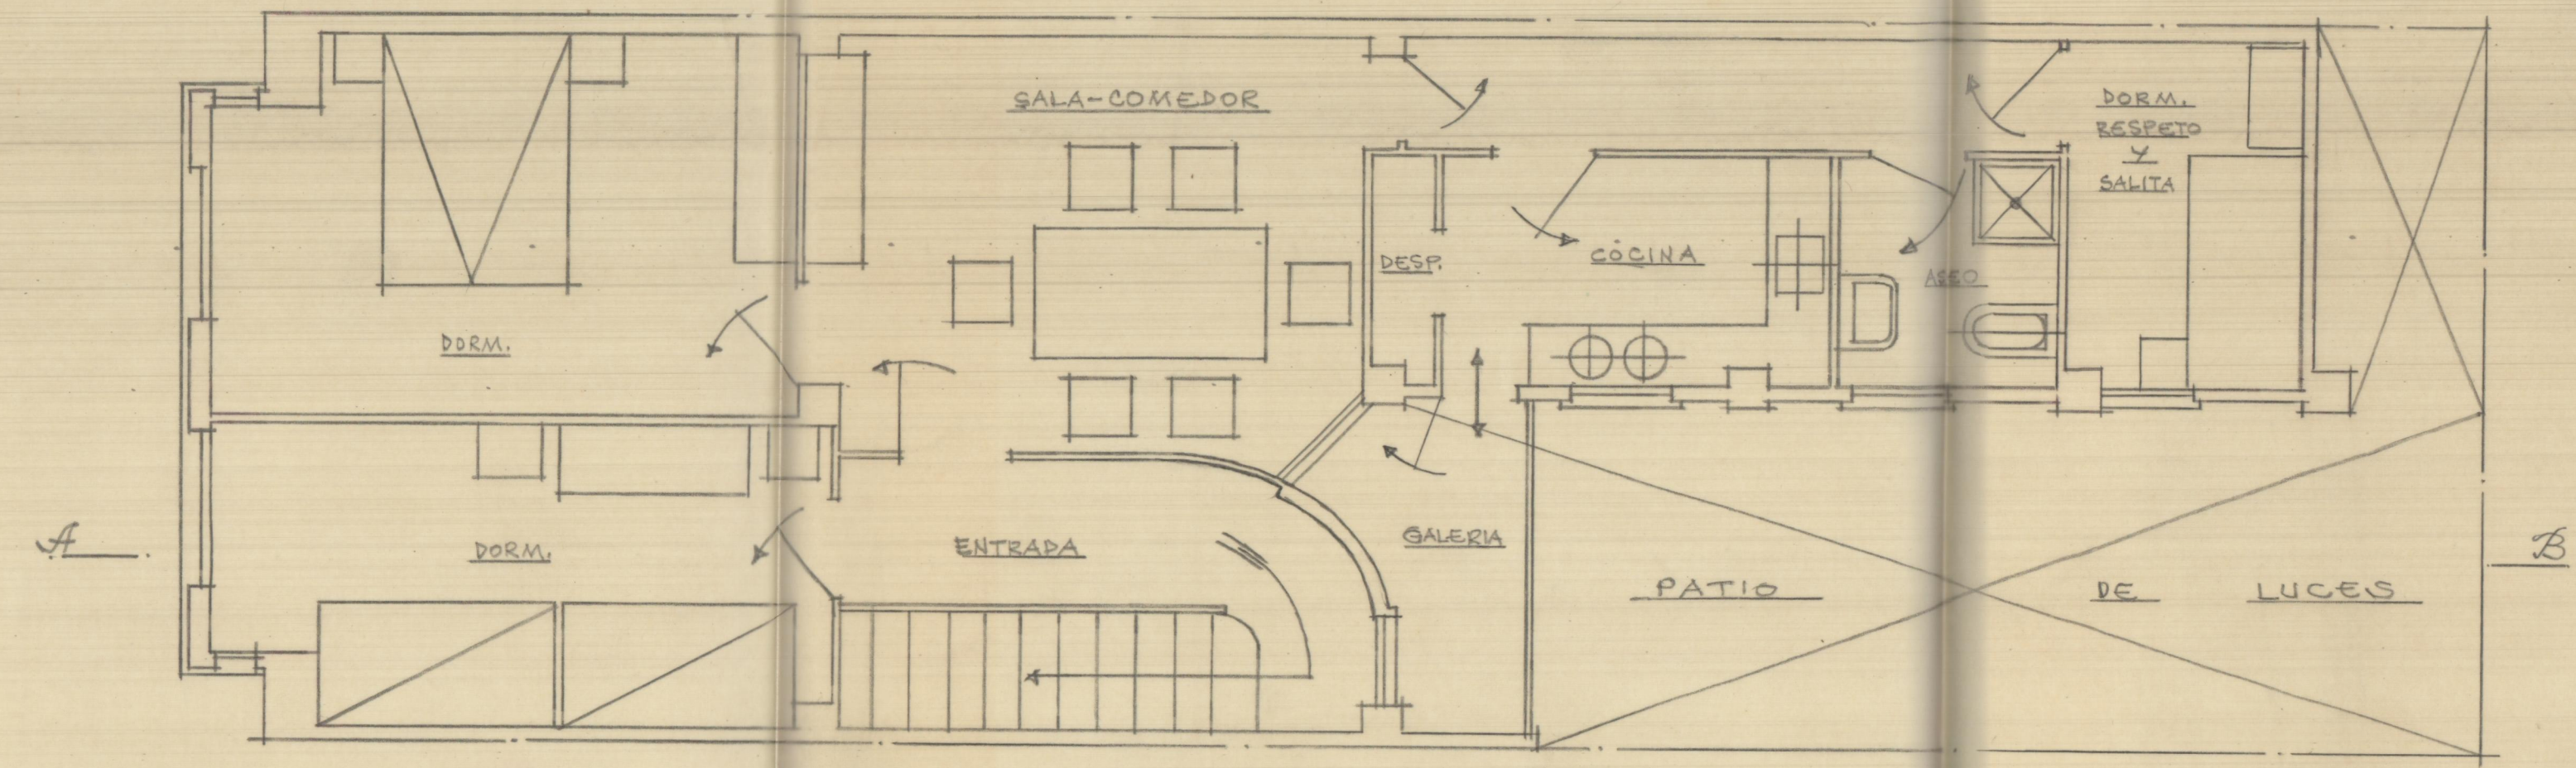 SALA-COMEDOR
DORM.
RESPETO
Y
SALITA
DESP.
COCINA
ASEO
DORM.
A
DORM.
ENTRADA
GALERIA
PATIO DE LUCES
B